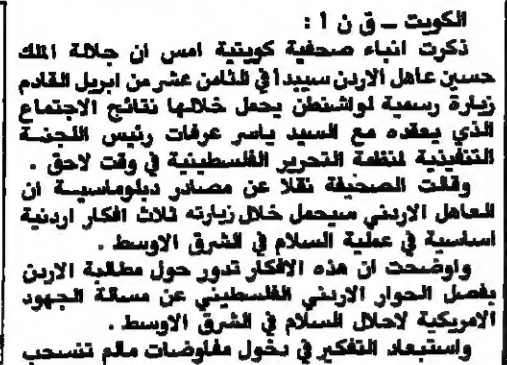 الكويت ـ ق ن أ :
ذكرت انباء صحفية كويتية امس ان جلالة الملك
حسين عاهل الاردن سيبدأ في الثامن عشر من ابريل القادم
زيارة رسمية لواشنطن يحمل خلالها نتائج الاجتماع
الذي يعقده مع السيد ياسر عرفات رئيس اللجنة
التنفيذية لمنظمة التحرير الفلسطينية في وقت لاحق .
وقالت الصحيفة نقلا عن مصادر دبلوماسية ان
العاهل الاردني سيحمل خلال زيارته ثلاث افكار اردنية
اساسية في عملية السلام في الشرق الاوسط .
واوضحت ان هذه الافكار تدور حول مطالبة الاردن
بفصل الحوار الاردني الفلسطيني عن مسألة الجهود
الامريكية لاحلال السلام في الشرق الاوسط .
واستبعاد التفكير في دخول مفاوضات مالم تنسحب